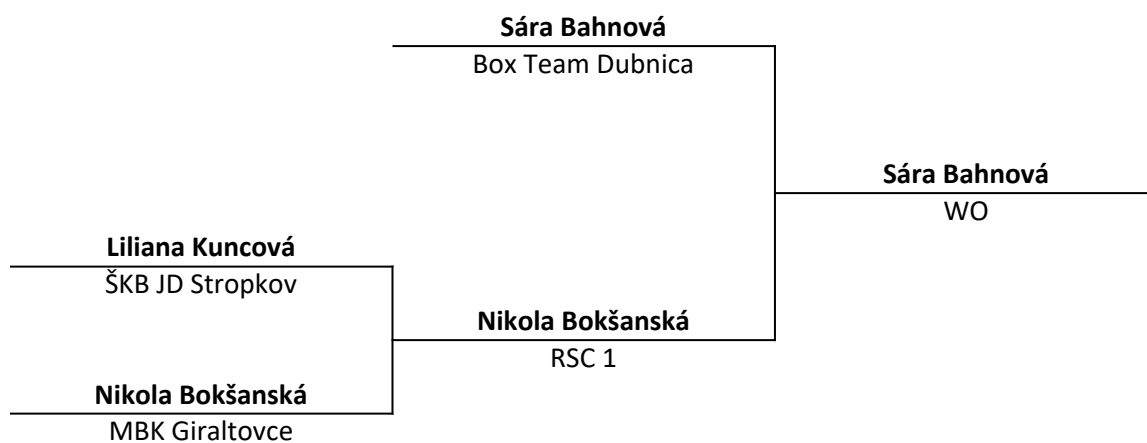 Sára Bahnová
Box Team Dubnica
Sára Bahnová
WO
Liliana Kuncová
ŠKB JD Stropkov
Nikola Bokšanská
RSC 1
Nikola Bokšanská
MBK Giraltovce